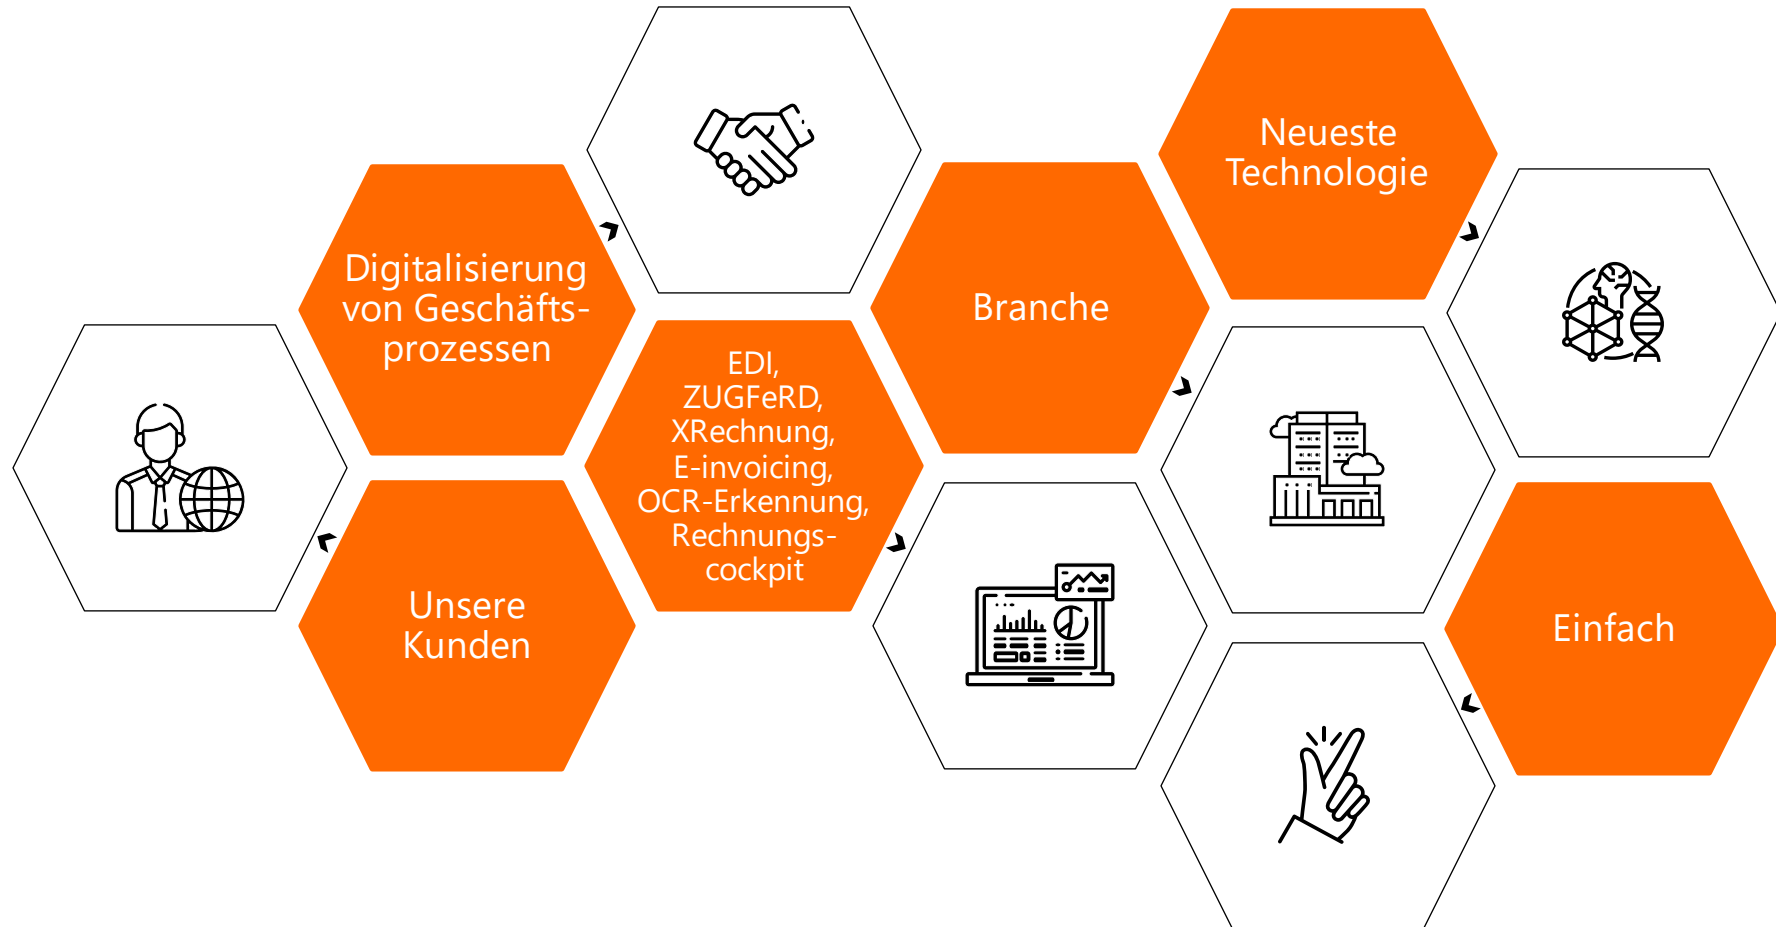 Neueste
Technologie
Digitalisierung
von Geschäfts-
prozessen
Branche
EDI,
ZUGFeRD,
XRechnung,
E-invoicing,
OCR-Erkennung,
Rechnungs-
cockpit
Unsere
Kunden
Einfach